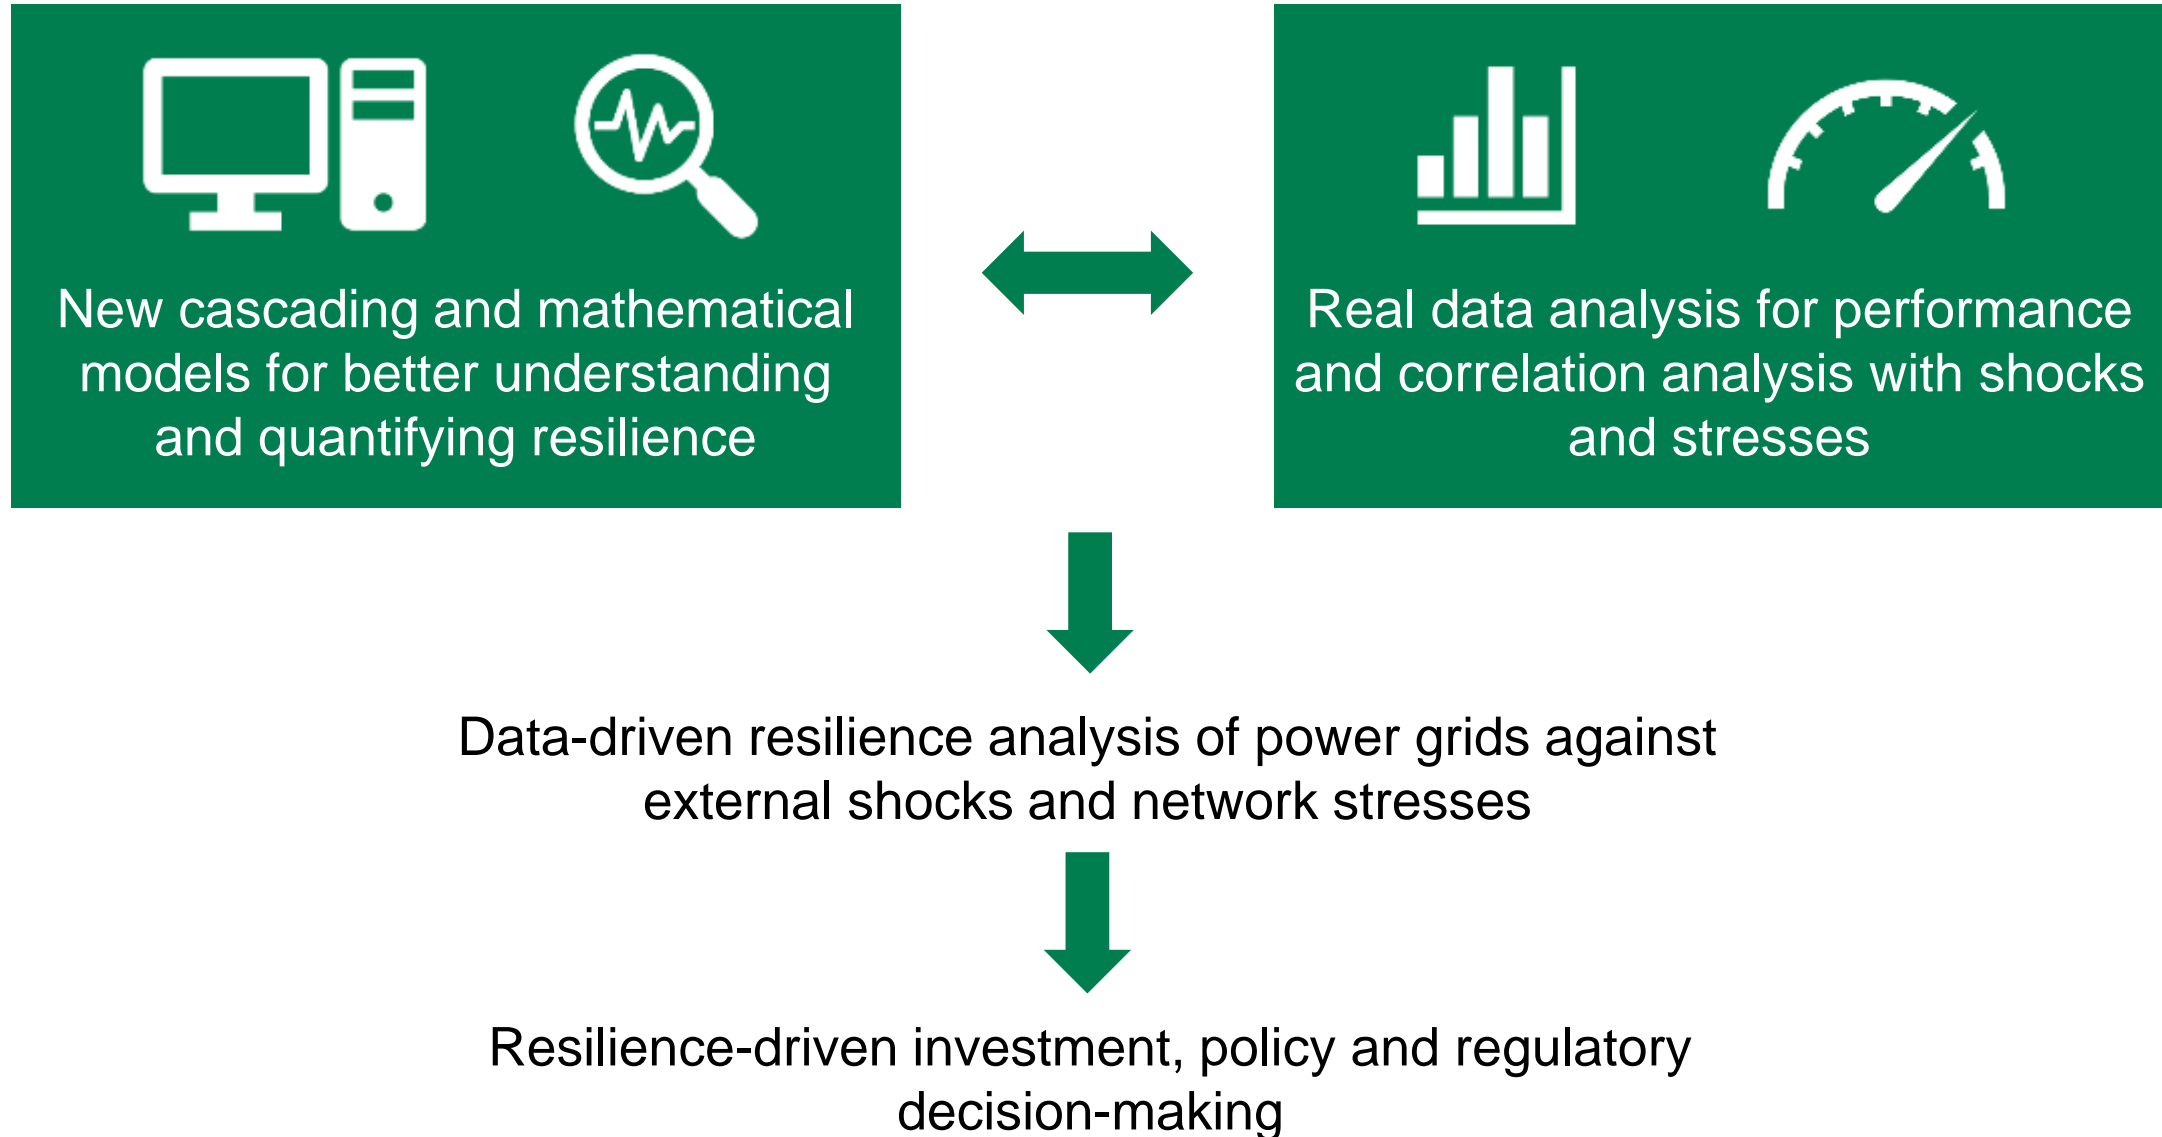 New cascading and mathematical
models for better understanding
and quantifying resilience
Real data analysis for performance
and correlation analysis with shocks
and stresses
Data-driven resilience analysis of power grids against
external shocks and network stresses
Resilience-driven investment, policy and regulatory
decision-making